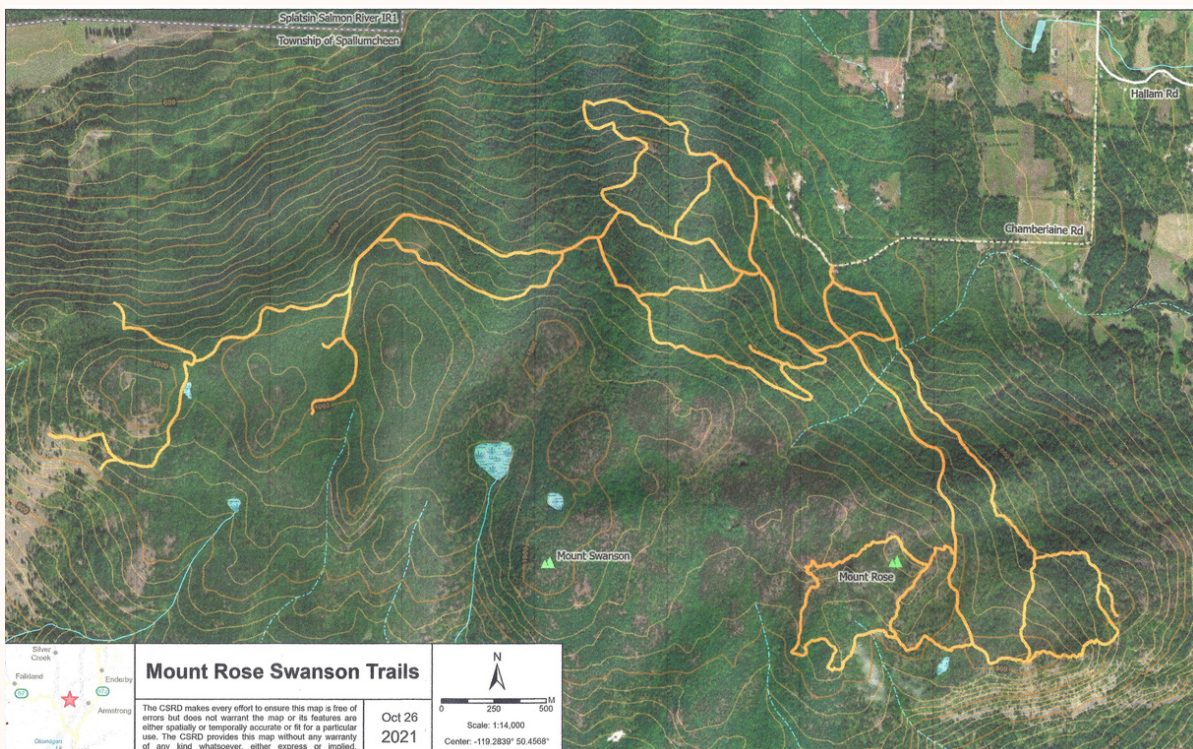 Splatsin Salmon River IR1
Township of Spallumcheen
Hallam Rd
Chamberlaine Rd
600
1000
Mount Swanson
Mount Rose
Silver
Creek
Falkland
Enderby
Armstrong
Okanagan
Mount Rose Swanson Trails
The CSRD makes every effort to ensure this map is free of
errors but does not warrant the map or its features are
either spatially or temporally accurate or fit for a particular
use. The CSRD provides this map without any warranty
of any kind whatsoever, either express or implied.
Oct 26
2021
N
M
0 250 500
Scale: 1:14,000
Center: -119.2839° 50.4568°